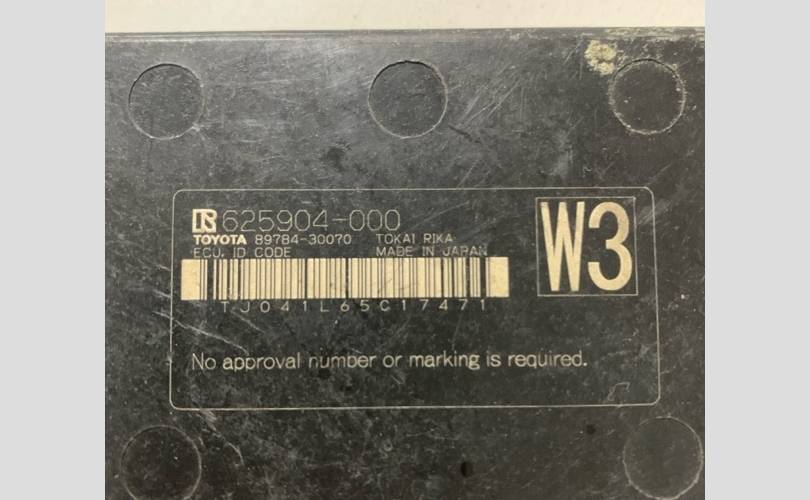 625904-000
TOYOTA 89784-30070 TOKAI RIKA
ECU, ID CODE MADE IN JAPAN
W3
TJ041L65C17471
No approval number or marking is required.